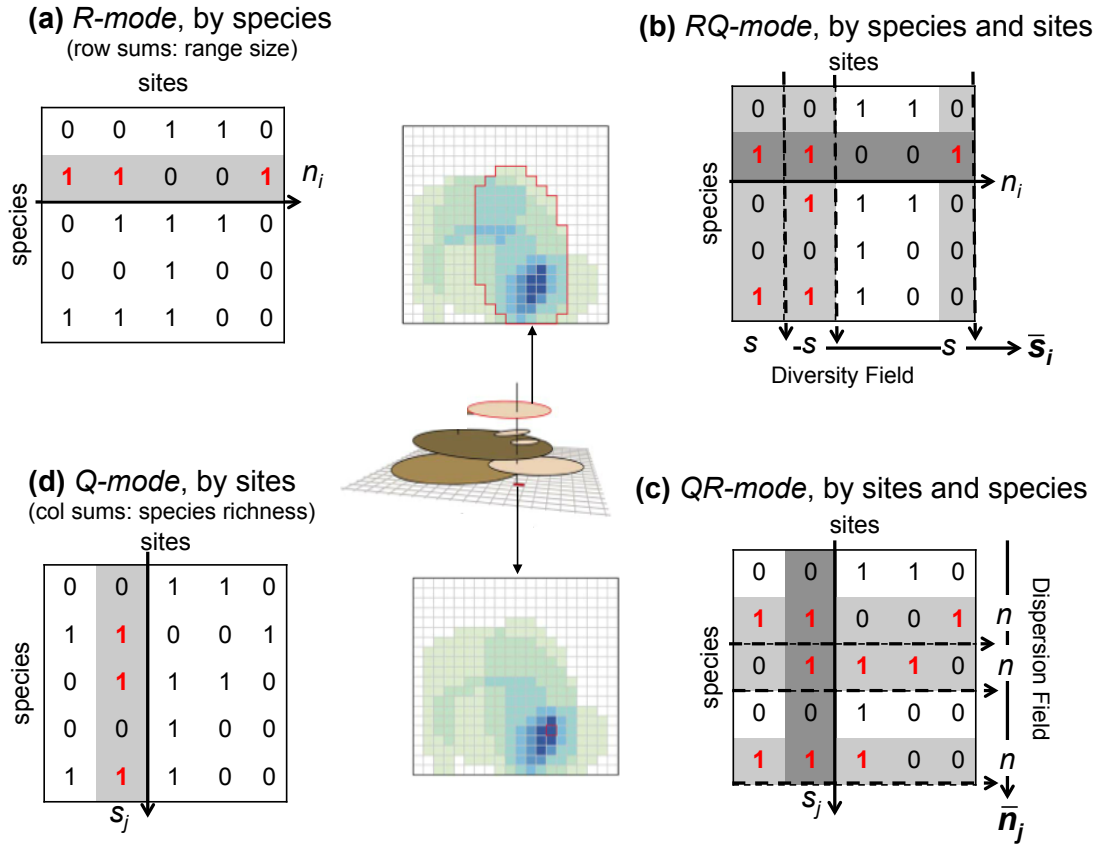 (a) R-mode, by species
(row sums: range size)
sites
species
0 0 1 1 0
1 1 0 0 1
n_i
0 1 1 1 0
0 0 1 0 0
1 1 1 0 0
(b) RQ-mode, by species and sites
sites
species
0 0 1 1 0
1 1 0 0 1
n_i
0 1 1 1 0
0 0 1 0 0
1 1 1 0 0
s -s s s̄_i
Diversity Field
(d) Q-mode, by sites
(col sums: species richness)
sites
species
0 0 1 1 0
1 1 0 0 1
0 1 1 1 0
0 0 1 0 0
1 1 1 0 0
s_j
(c) QR-mode, by sites and species
sites
species
0 0 1 1 0
1 1 0 0 1 n
0 1 1 1 0 n
0 0 1 0 0
1 1 1 0 0 n
Dispersion Field
s_j
n̄_j